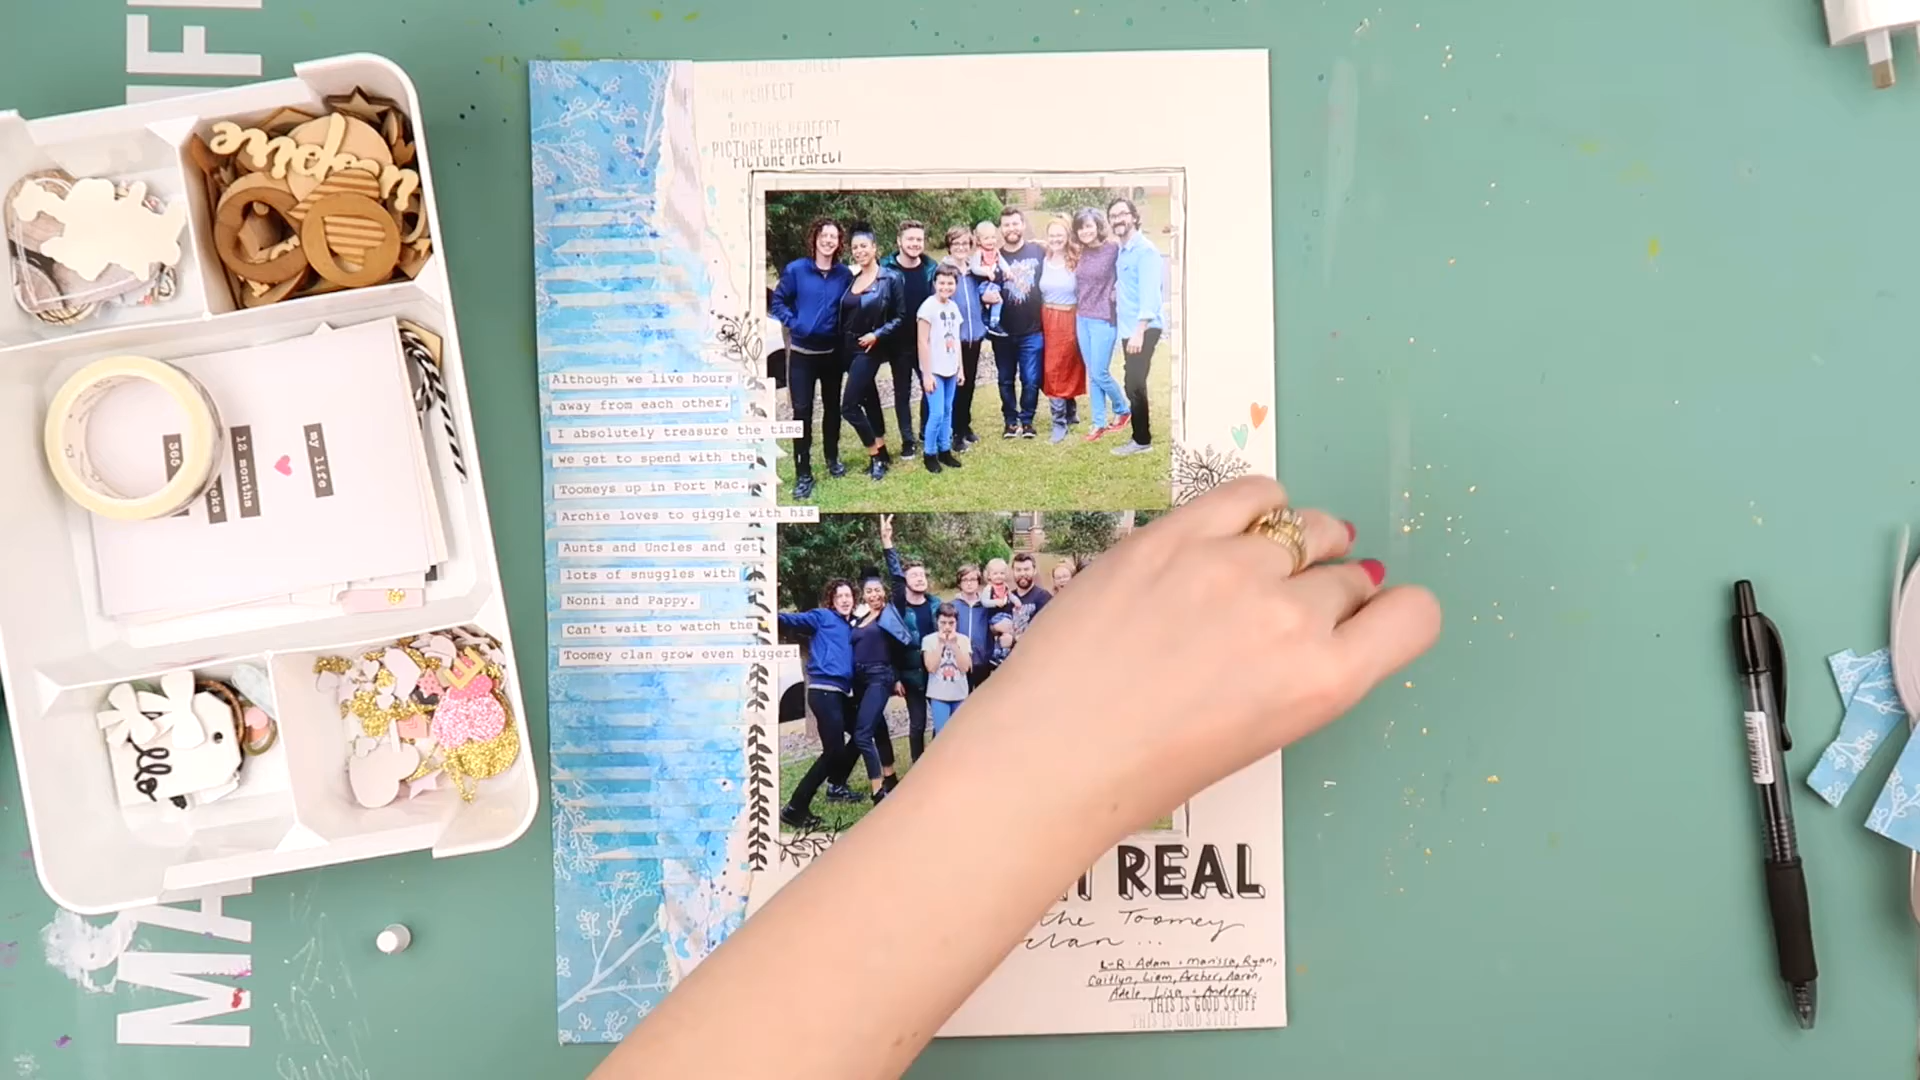 PICTURE PERFECT
PICTURE PERFECT
PICTURE PERFECT
PICTURE PERFECT
PICTURE PERFECT
Although we live hours
away from each other,
I absolutely treasure the time
we get to spend with the
Toomeys up in Port Mac.
Archie loves to giggle with his
Aunts and Uncles and get
lots of snuggles with
Nonni and Pappy.
Can't wait to watch the
Toomey clan grow even bigger!
REAL
the Toomey
clan ...
L-R: Adam + Marissa, Ryan,
Caitlyn, Liam, Archer, Aaron,
Adele, Lisa + Andrew.
THIS IS GOOD STUFF
THIS IS GOOD STUFF
365
12 months
my life
MA